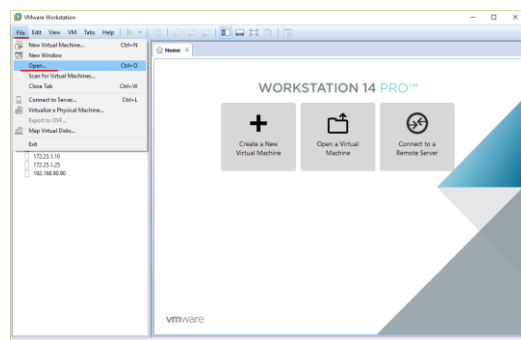 VMware Workstation
File Edit View VM Tabs Help
New Virtual Machine... Ctrl+N
New Window
Open... Ctrl+O
Scan for Virtual Machines...
Close Tab Ctrl+W
Connect to Server... Ctrl+L
Virtualize a Physical Machine...
Export to OVF...
Map Virtual Disks...
Exit
172.25.1.10
172.25.1.25
192.168.80.90
Home
WORKSTATION 14 PRO™
Create a New
Virtual Machine
Open a Virtual
Machine
Connect to a
Remote Server
vmware